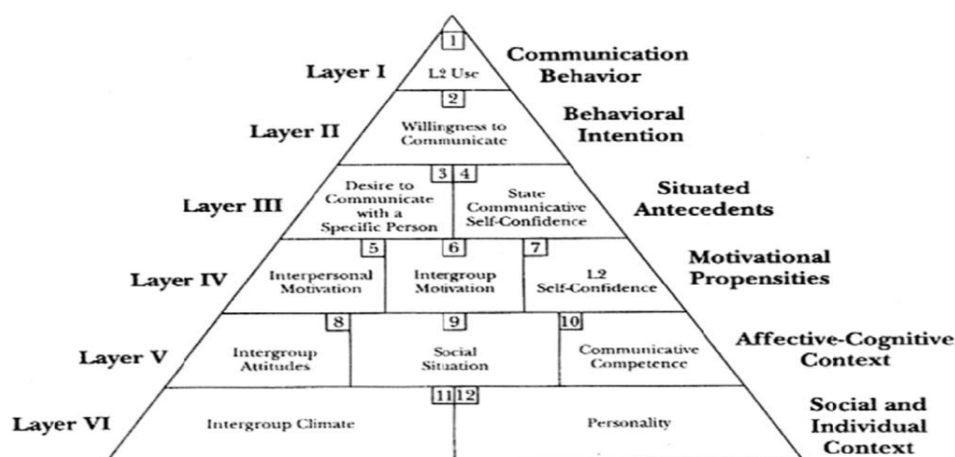 1
Layer I
L2 Use
Communication
Behavior
2
Layer II
Willingness to
Communicate
Behavioral
Intention
3 4
Layer III
Desire to
Communicate
with a
Specific Person
State
Communicative
Self-Confidence
Situated
Antecedents
5 6 7
Layer IV
Interpersonal
Motivation
Intergroup
Motivation
L2
Self-Confidence
Motivational
Propensities
8 9 10
Layer V
Intergroup
Attitudes
Social
Situation
Communicative
Competence
Affective-Cognitive
Context
11 12
Layer VI
Intergroup Climate
Personality
Social and
Individual
Context